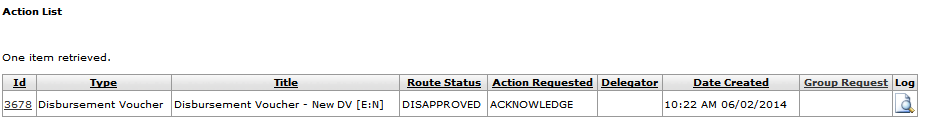 Action List
One item retrieved.
Id Type Title Route Status Action Requested Delegator Date Created Group Request Log
3678 Disbursement Voucher Disbursement Voucher - New DV [E:N] DISAPPROVED ACKNOWLEDGE 10:22 AM 06/02/2014